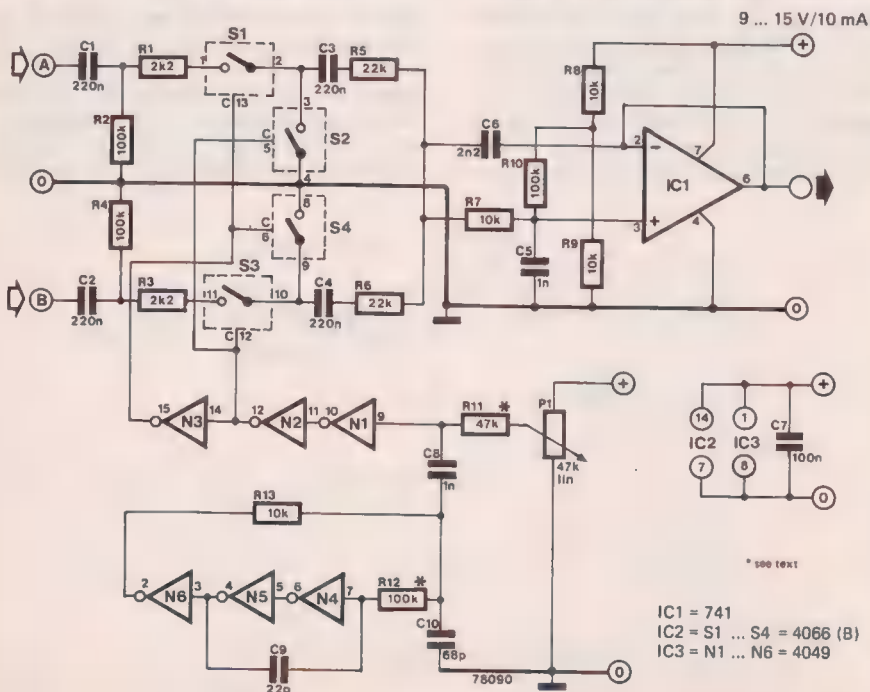 9 ... 15 V/10 mA
S1
C1
R1
C3
R5
R8
+
A
220n
2k2
1
2
C 13
220n
22k
10k
R2
100k
3
C
5
S2
C6
2n2
R10
100k
2
−
7
IC1
6
0
4
R4
100k
8
C
6
S4
R7
10k
3
+
4
9
R9
10k
C5
1n
B
C2
220n
R3
2k2
11
S3
10
C 12
C4
220n
R6
22k
0
15
N3
14
12
N2
11
10
N1
9
R11
*
47k
P1
+
47k
lin
14
1
+
IC2
IC3
C7
100n
7
8
0
C8
1n
R13
10k
* see text
2
N6
3
4
N5
5
6
N4
7
R12
*
100k
C10
68p
C9
22p
78090
0
IC1 = 741
IC2 = S1 ... S4 = 4066 (B)
IC3 = N1 ... N6 = 4049